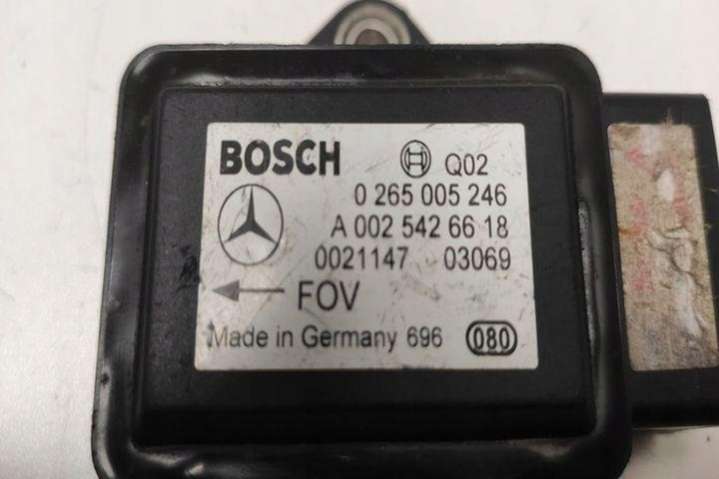 BOSCH Q02
0 265 005 246
A 002 542 66 18
0021147 03069
FOV
Made in Germany 696 080